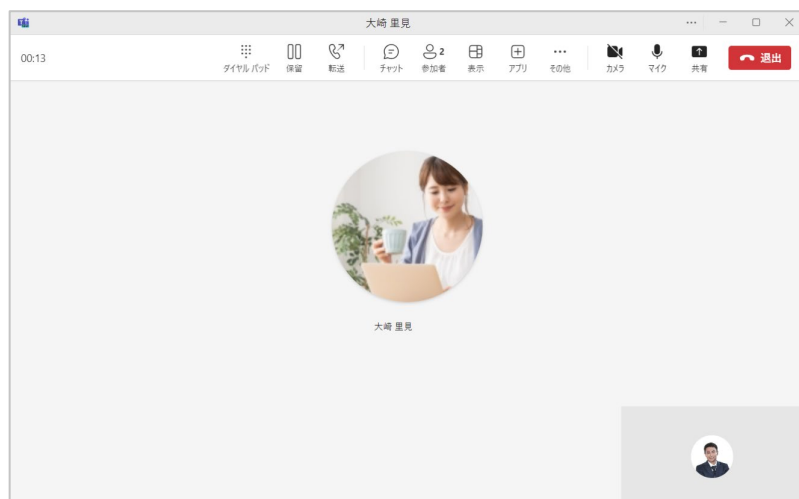 大崎 里見
00:13
ダイヤル パッド
保留
転送
チャット
参加者
2
表示
アプリ
その他
カメラ
マイク
共有
退出
大崎 里見